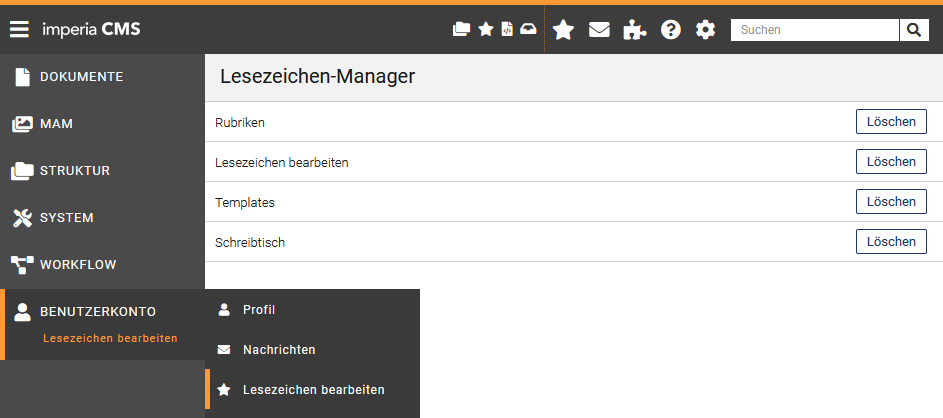 imperia CMS
Suchen
DOKUMENTE
MAM
STRUKTUR
SYSTEM
WORKFLOW
BENUTZERKONTO
Lesezeichen bearbeiten
Lesezeichen-Manager
Rubriken Löschen
Lesezeichen bearbeiten Löschen
Templates Löschen
Schreibtisch Löschen
Profil
Nachrichten
Lesezeichen bearbeiten